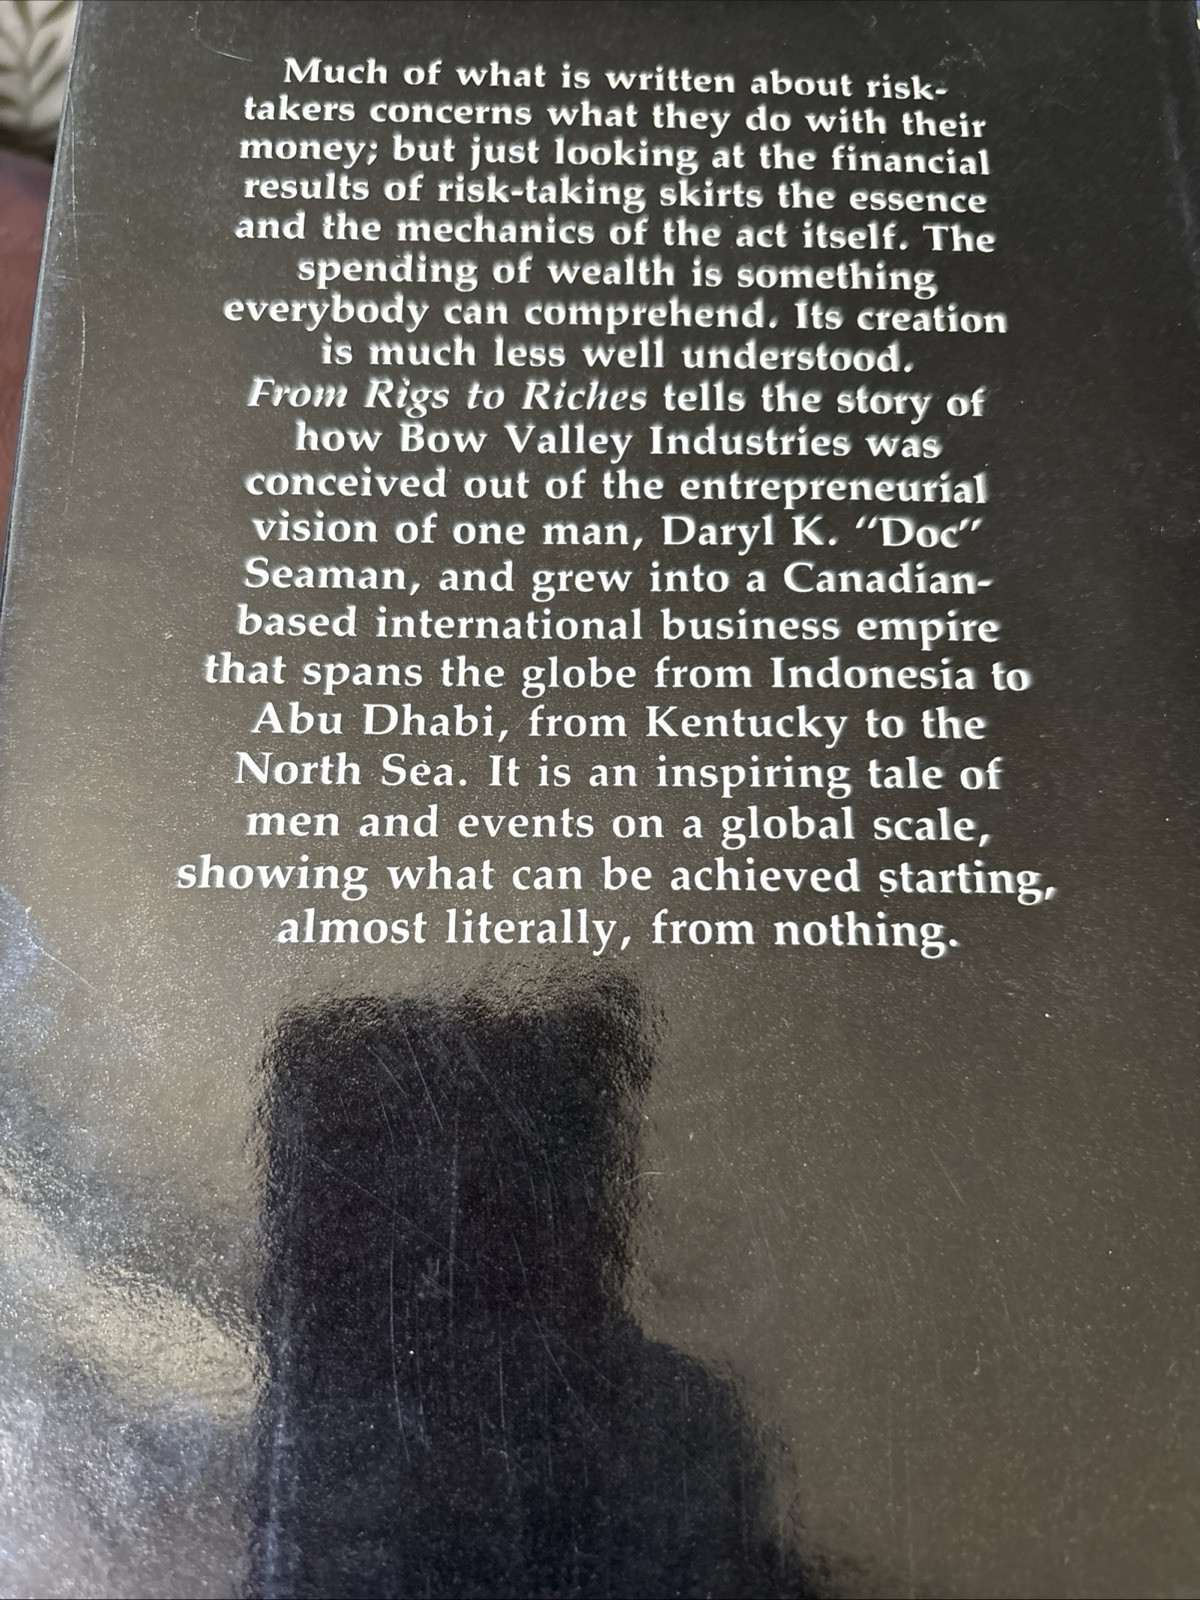 Much of what is written about risk-
takers concerns what they do with their
money; but just looking at the financial
results of risk-taking skirts the essence
and the mechanics of the act itself. The
spending of wealth is something
everybody can comprehend. Its creation
is much less well understood.
From Rigs to Riches tells the story of
how Bow Valley Industries was
conceived out of the entrepreneurial
vision of one man, Daryl K. "Doc"
Seaman, and grew into a Canadian-
based international business empire
that spans the globe from Indonesia to
Abu Dhabi, from Kentucky to the
North Sea. It is an inspiring tale of
men and events on a global scale,
showing what can be achieved starting,
almost literally, from nothing.